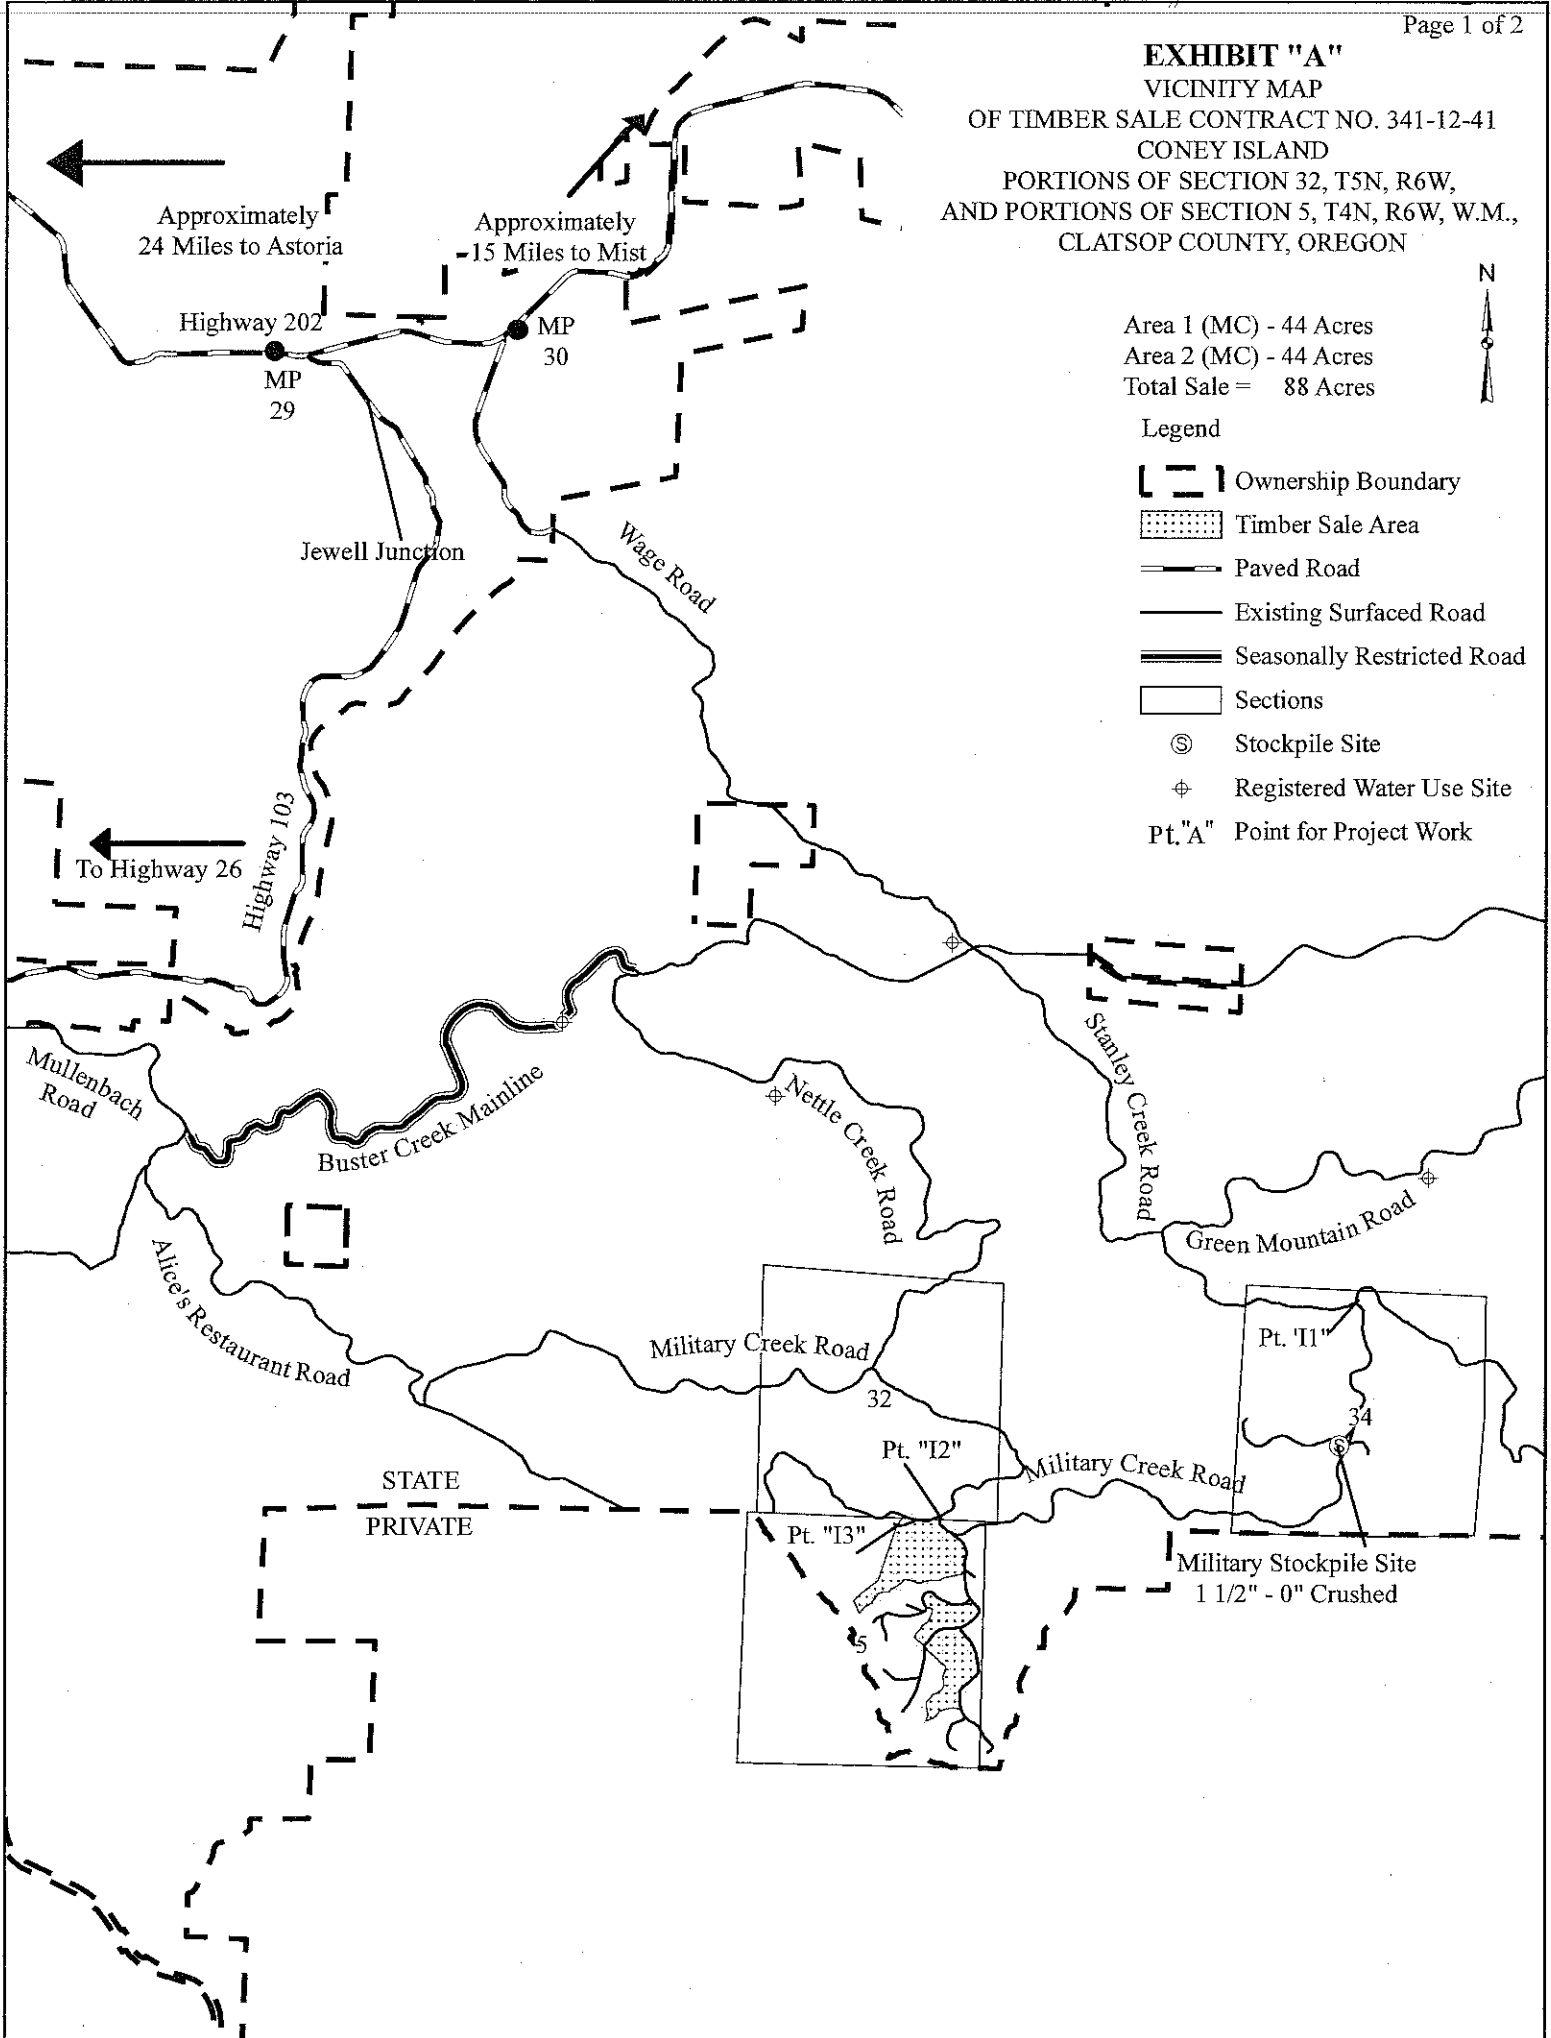 Page 1 of 2
EXHIBIT "A"
VICINITY MAP
OF TIMBER SALE CONTRACT NO. 341-12-41
CONEY ISLAND
PORTIONS OF SECTION 32, T5N, R6W,
AND PORTIONS OF SECTION 5, T4N, R6W, W.M.,
CLATSOP COUNTY, OREGON
N
Area 1 (MC) - 44 Acres
Area 2 (MC) - 44 Acres
Total Sale = 88 Acres
Legend
Ownership Boundary
Timber Sale Area
Paved Road
Existing Surfaced Road
Seasonally Restricted Road
Sections
S Stockpile Site
Registered Water Use Site
Pt."A" Point for Project Work
Approximately
24 Miles to Astoria
Approximately
15 Miles to Mist
Highway 202
MP
29
MP
30
Jewell Junction
Wage Road
Highway 103
To Highway 26
Mullenbach
Road
Buster Creek Mainline
Nettle Creek Road
Stanley Creek Road
Green Mountain Road
Alice's Restaurant Road
Military Creek Road
32
Pt. "I1"
34
S
Pt. "I2"
Military Creek Road
STATE
PRIVATE
Pt. "I3"
Military Stockpile Site
1 1/2" - 0" Crushed
5